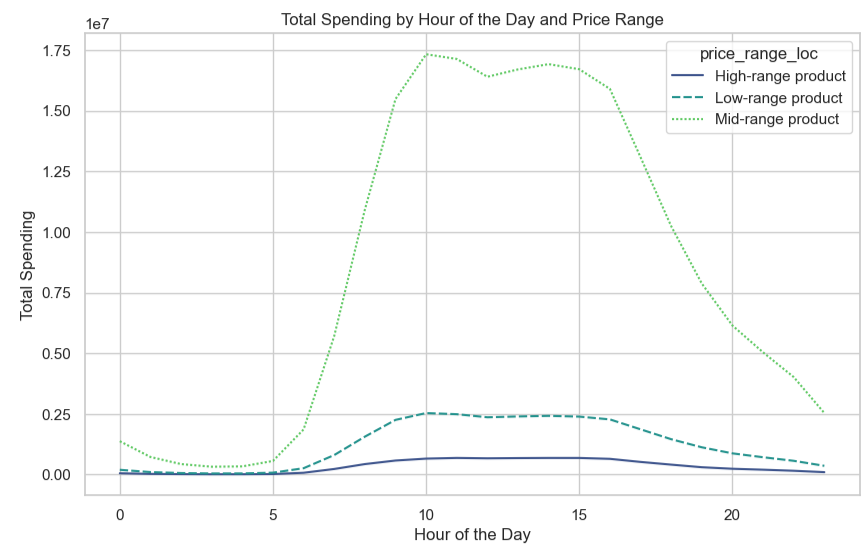 Total Spending by Hour of the Day and Price Range
1e7
1.75
1.50
1.25
1.00
0.75
0.50
0.25
0.00
Total Spending
price_range_loc
High-range product
Low-range product
Mid-range product
0
5
10
15
20
Hour of the Day